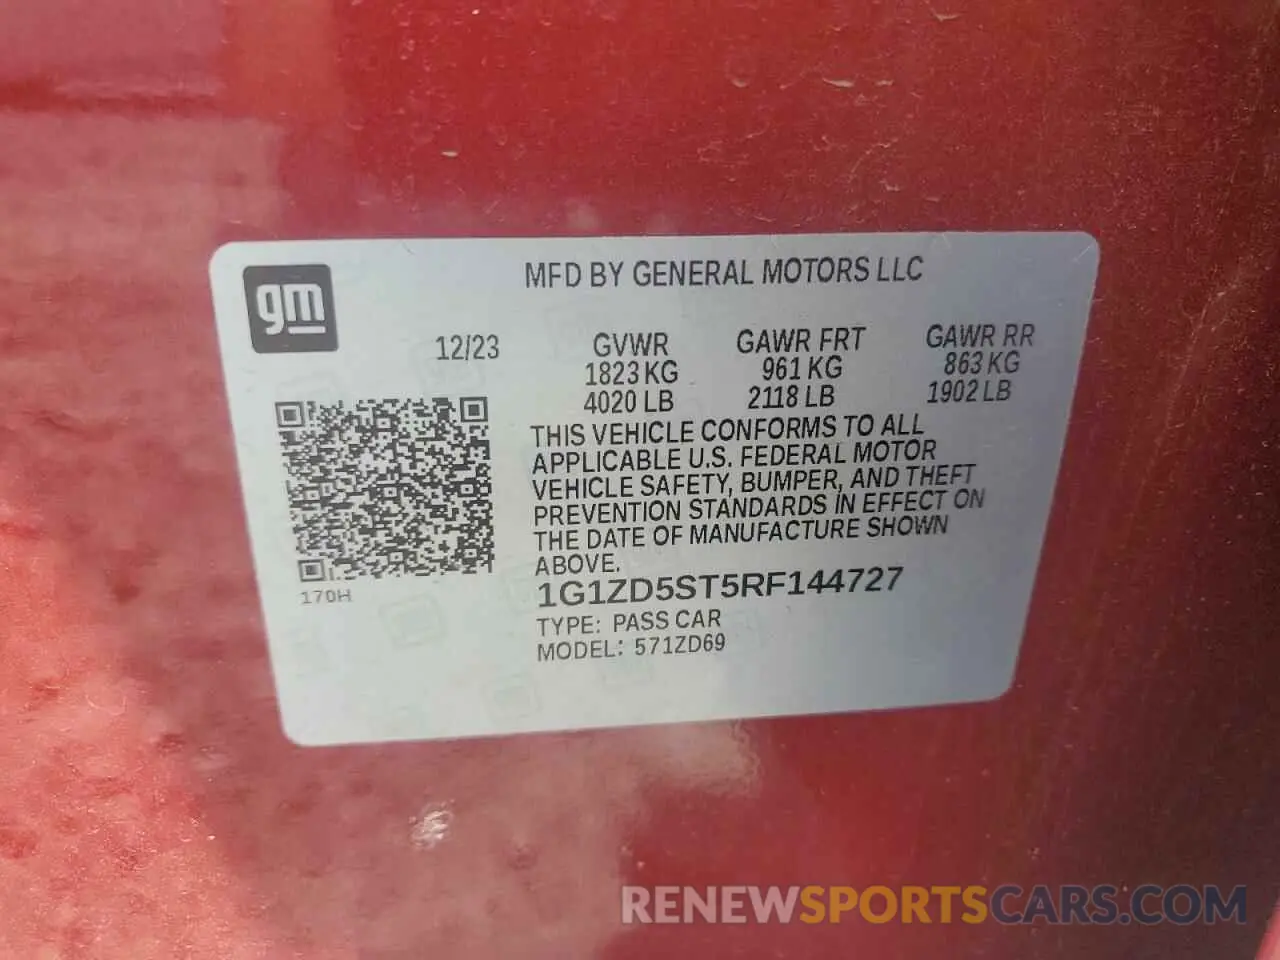 MFD BY GENERAL MOTORS LLC
gm
12/23 GVWR GAWR FRT GAWR RR
1823 KG 961 KG 863 KG
4020 LB 2118 LB 1902 LB
THIS VEHICLE CONFORMS TO ALL
APPLICABLE U.S. FEDERAL MOTOR
VEHICLE SAFETY, BUMPER, AND THEFT
PREVENTION STANDARDS IN EFFECT ON
THE DATE OF MANUFACTURE SHOWN
ABOVE.
170H
1G1ZD5ST5RF144727
TYPE: PASS CAR
MODEL: 571ZD69
RENEWSPORTSCARS.COM